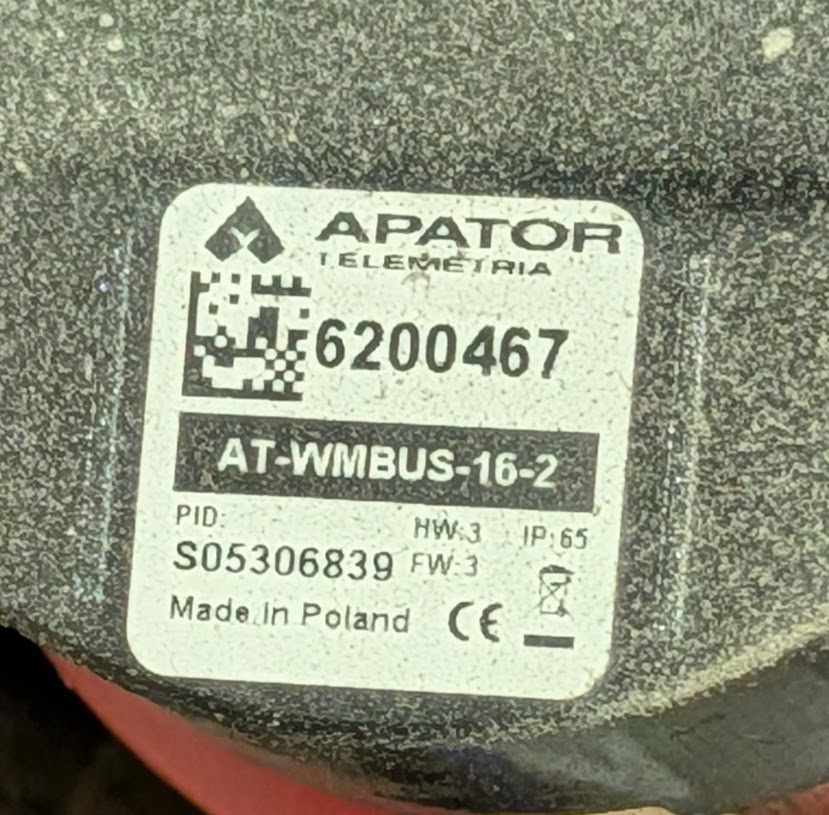 APATOR
TELEMETRIA
6200467
AT-WMBUS-16-2
PID: HW:3 IP:65
S05306839 FW:3
Made in Poland CE